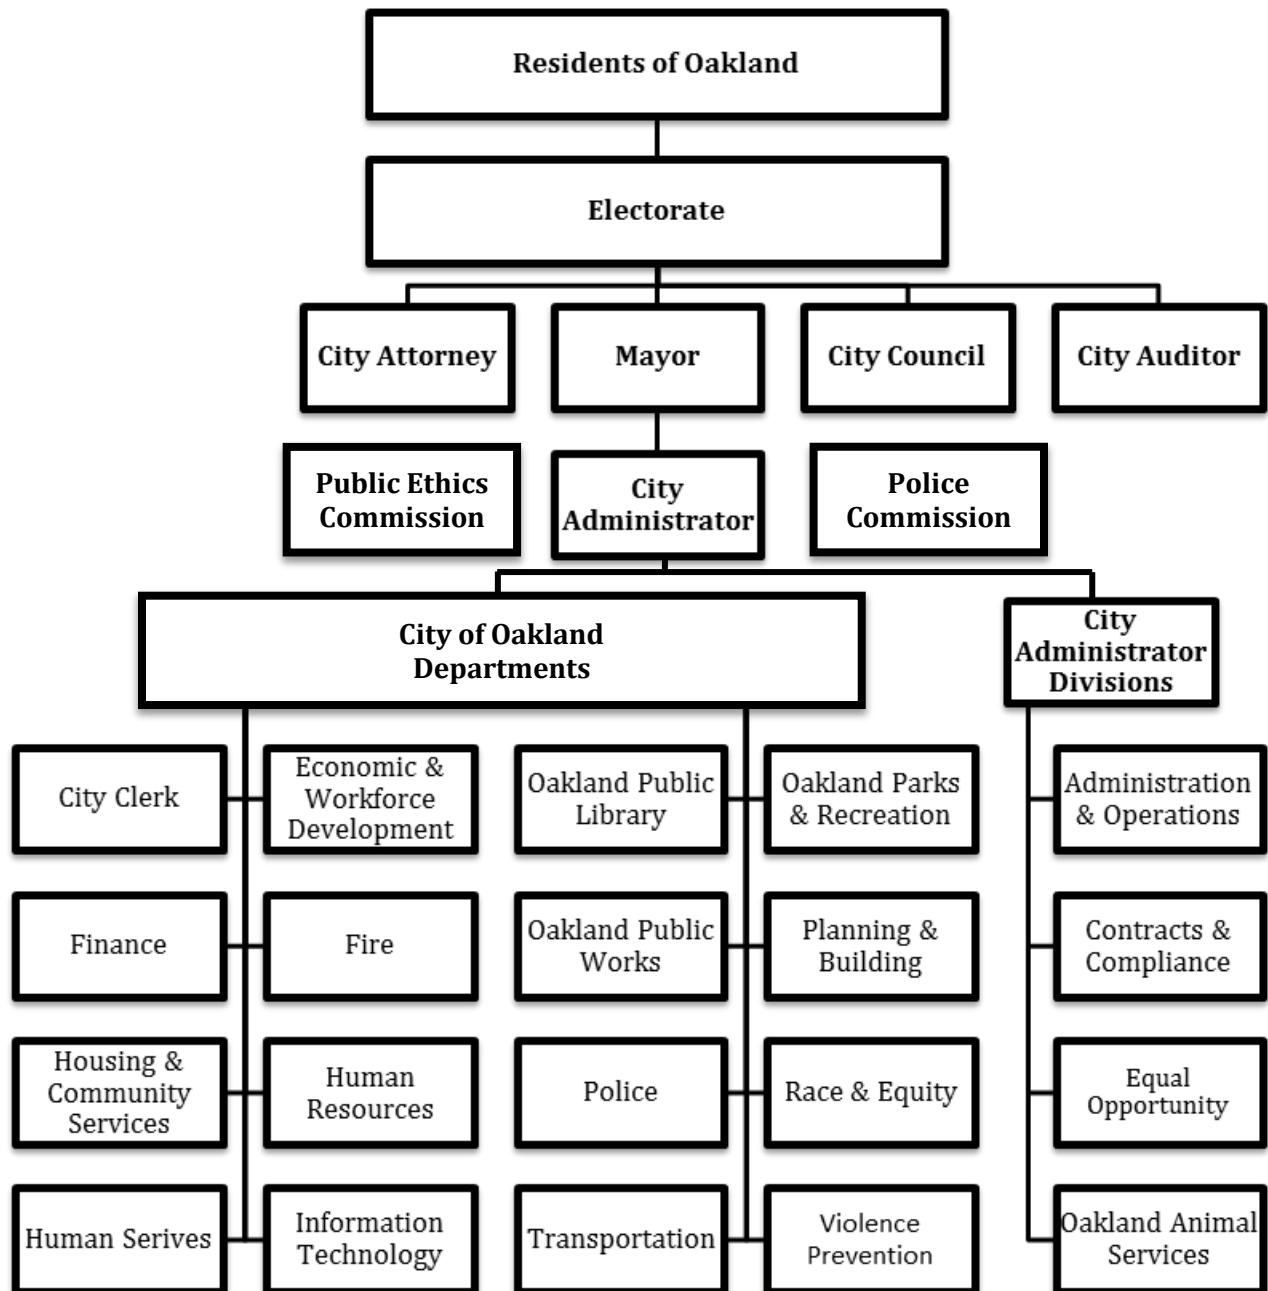 Residents of Oakland
Electorate
City Attorney
Mayor
City Council
City Auditor
Public Ethics
Commission
City
Administrator
Police
Commission
City of Oakland
Departments
City
Administrator
Divisions
City Clerk
Economic &
Workforce
Development
Oakland Public
Library
Oakland Parks
& Recreation
Administration
& Operations
Finance
Fire
Oakland Public
Works
Planning &
Building
Contracts &
Compliance
Housing &
Community
Services
Human
Resources
Police
Race & Equity
Equal
Opportunity
Human Serives
Information
Technology
Transportation
Violence
Prevention
Oakland Animal
Services